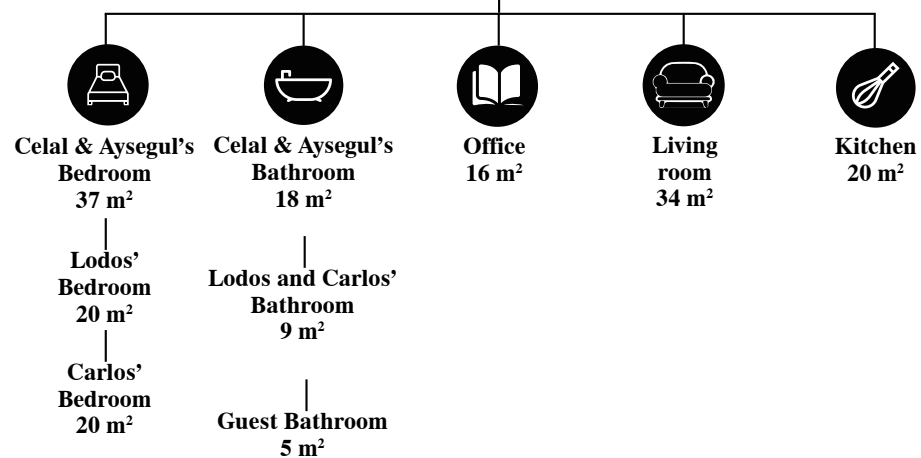 Celal & Aysegul's
Bedroom
37 m²
Lodos'
Bedroom
20 m²
Carlos'
Bedroom
20 m²
Celal & Aysegul's
Bathroom
18 m²
Lodos and Carlos'
Bathroom
9 m²
Guest Bathroom
5 m²
Office
16 m²
Living
room
34 m²
Kitchen
20 m²